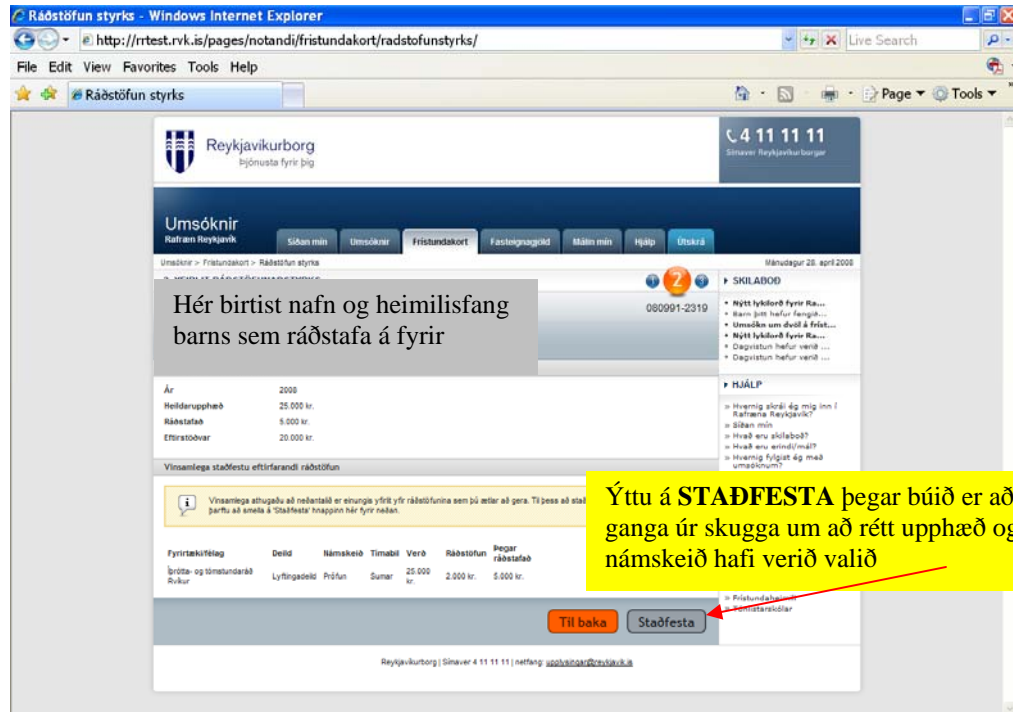 Ráðstöfun styrks - Windows Internet Explorer
http://rrtest.rvk.is/pages/notandi/fristundakort/radstofunstyrks/
Live Search
File Edit View Favorites Tools Help
Ráðstöfun styrks
Page Tools
Reykjavikurborg
Þjónusta fyrir þig
4 11 11 11
Símaver Reykjavíkurborgar
Umsóknir
Rafræn Reykjavík
Síðan mín Umsóknir Frístundakort Fasteignagjöld Málin mín Hjálp Útskrá
Umsóknir > Frístundakort > Ráðstöfun styrks
Mánudagur 28. apríl 2008
2
Hér birtist nafn og heimilisfang
barns sem ráðstafa á fyrir
080991-2319
SKILABOÐ
Nýtt lykilorð fyrir Ra...
Barn þitt hefur fengið...
Umsókn um dvöl á fríst...
Nýtt lykilorð fyrir Ra...
Dagvistun hefur verið ...
Dagvistun hefur verið ...
Ár 2008
Heildarupphæð 25.000 kr.
Ráðstafað 5.000 kr.
Eftirstöðvar 20.000 kr.
HJÁLP
» Hvernig skrái ég mig inn í
Rafræna Reykjavík?
» Síðan mín
» Hvað eru skilaboð?
» Hvað eru erindi/mál?
» Hvernig fylgist ég með
umsóknum?
Vinsamlega staðfestu eftirfarandi ráðstöfun
Vinsamlega athugaðu að neðantalð er einungis yfirlit yfir ráðstöfunina sem þú ætlar að gera. Til þess að
þarftu að smella á 'Staðfesta' hnappinn hér fyrir neðan.
Ýttu á STAÐFESTA þegar búið er að
ganga úr skugga um að rétt upphæð og
námskeið hafi verið valið
Fyrirtæki/félag Deild Námskeið Tímabil Verð Ráðstöfun Þegar ráðstafað
Íþrótta- og tómstundaráð Rvíkur Lyftingadeild Prófun Sumar 25.000 kr. 2.000 kr. 5.000 kr.
» Frístundaheimili
» Tónlistarskólar
Til baka Staðfesta
Reykjavíkurborg | Símaver 4 11 11 11 | netfang: upplysingar@reykjavik.is